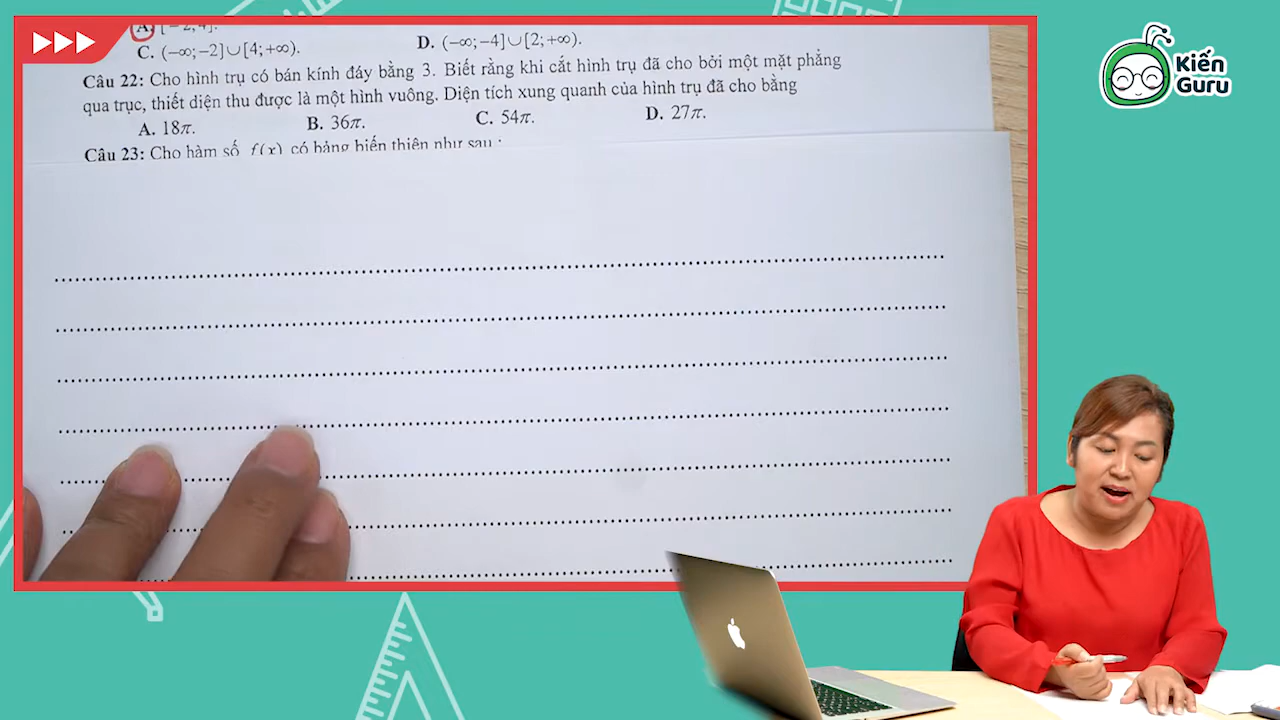 A. [-2;4].
C. (−∞;−2]∪[4;+∞).
D. (−∞;−4]∪[2;+∞).
Câu 22: Cho hình trụ có bán kính đáy bằng 3. Biết rằng khi cắt hình trụ đã cho bởi một mặt phẳng
qua trục, thiết diện thu được là một hình vuông. Diện tích xung quanh của hình trụ đã cho bằng
A. 18π.
B. 36π.
C. 54π.
D. 27π.
Câu 23: Cho hàm số f(x) có bảng biến thiên như sau :
Kiến
Guru